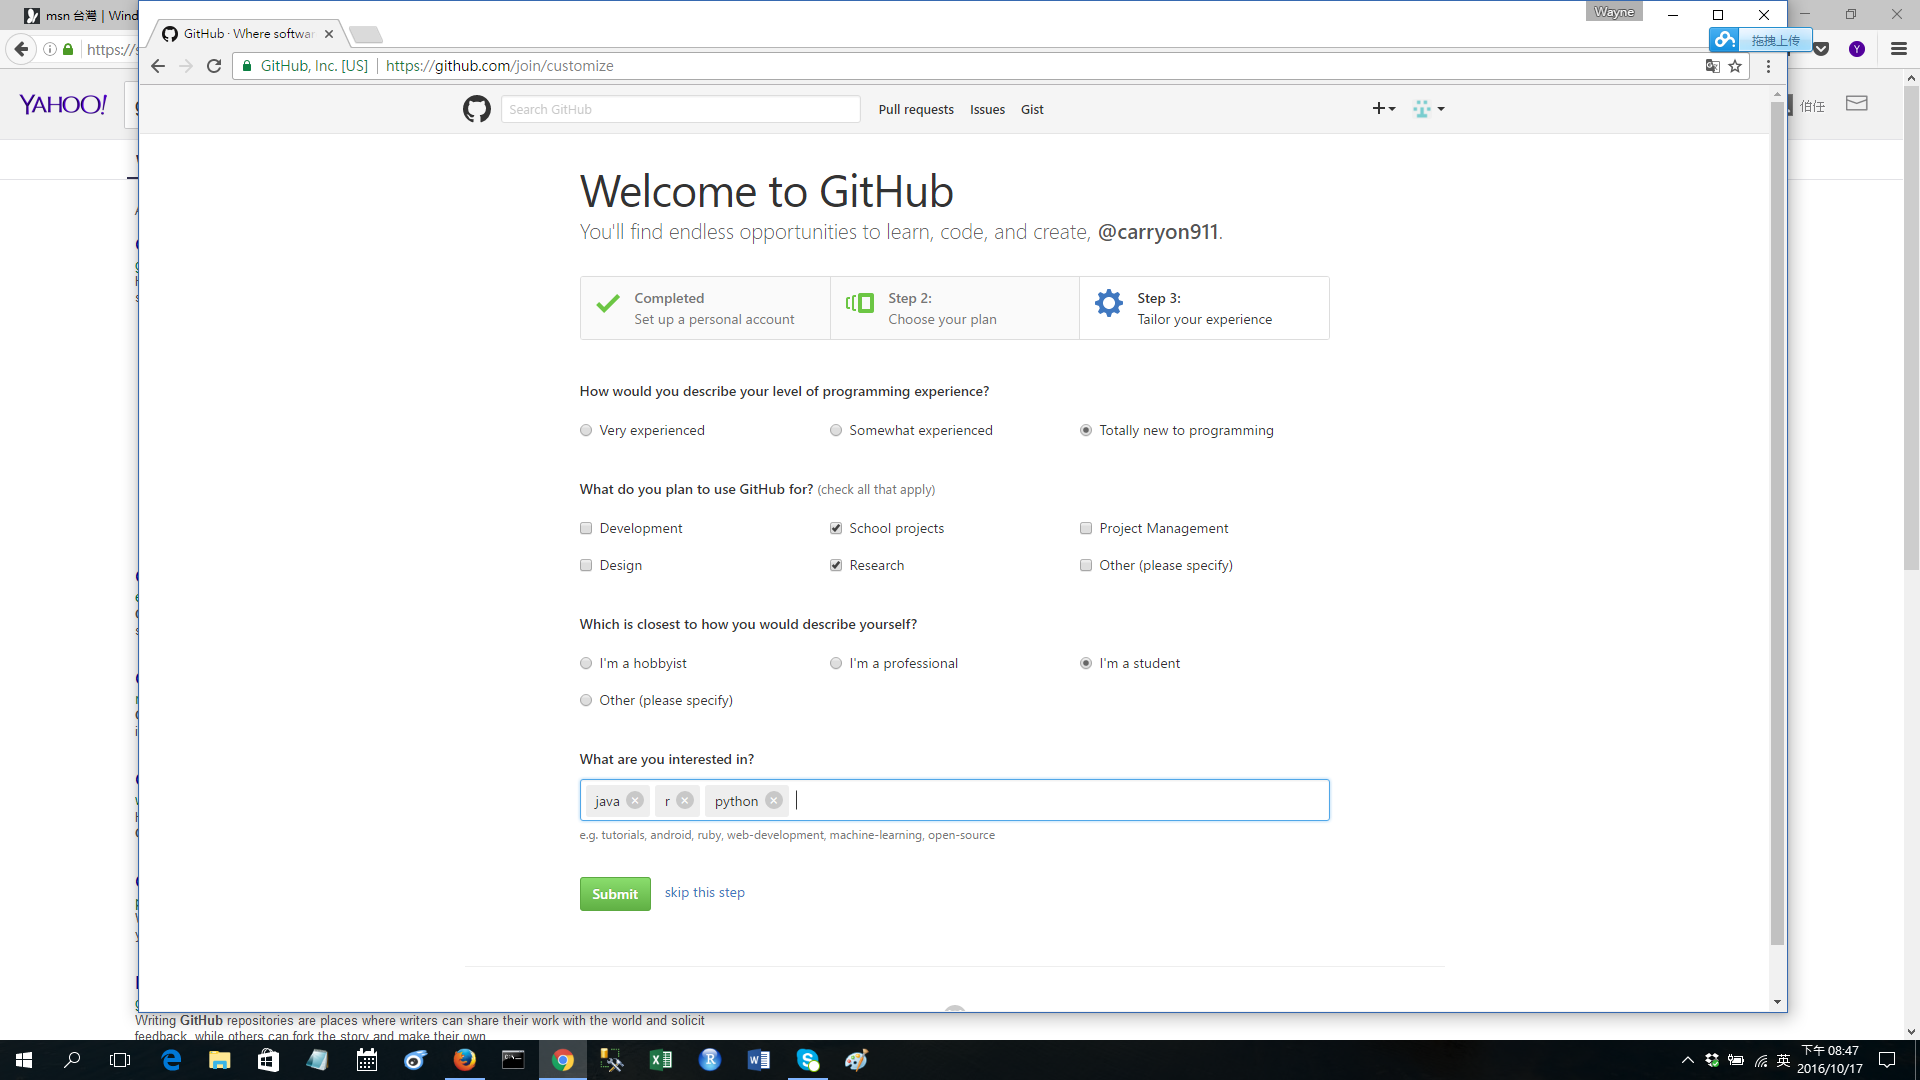 msn 台灣 | Wind
Wayne
GitHub · Where softwar
拖拽上传
https://s
GitHub, Inc. [US] | https://github.com/join/customize
YAHOO!
Search GitHub
Pull requests Issues Gist
伯任
Welcome to GitHub
You'll find endless opportunities to learn, code, and create, @carryon911.
Completed
Set up a personal account
Step 2:
Choose your plan
Step 3:
Tailor your experience
How would you describe your level of programming experience?
Very experienced Somewhat experienced Totally new to programming
What do you plan to use GitHub for? (check all that apply)
Development School projects Project Management
Design Research Other (please specify)
Which is closest to how you would describe yourself?
I'm a hobbyist I'm a professional I'm a student
Other (please specify)
What are you interested in?
java r python
e.g. tutorials, android, ruby, web-development, machine-learning, open-source
Submit skip this step
Writing GitHub repositories are places where writers can share their work with the world and solicit
feedback, while others can fork the story and make their own
英
下午 08:47
2016/10/17